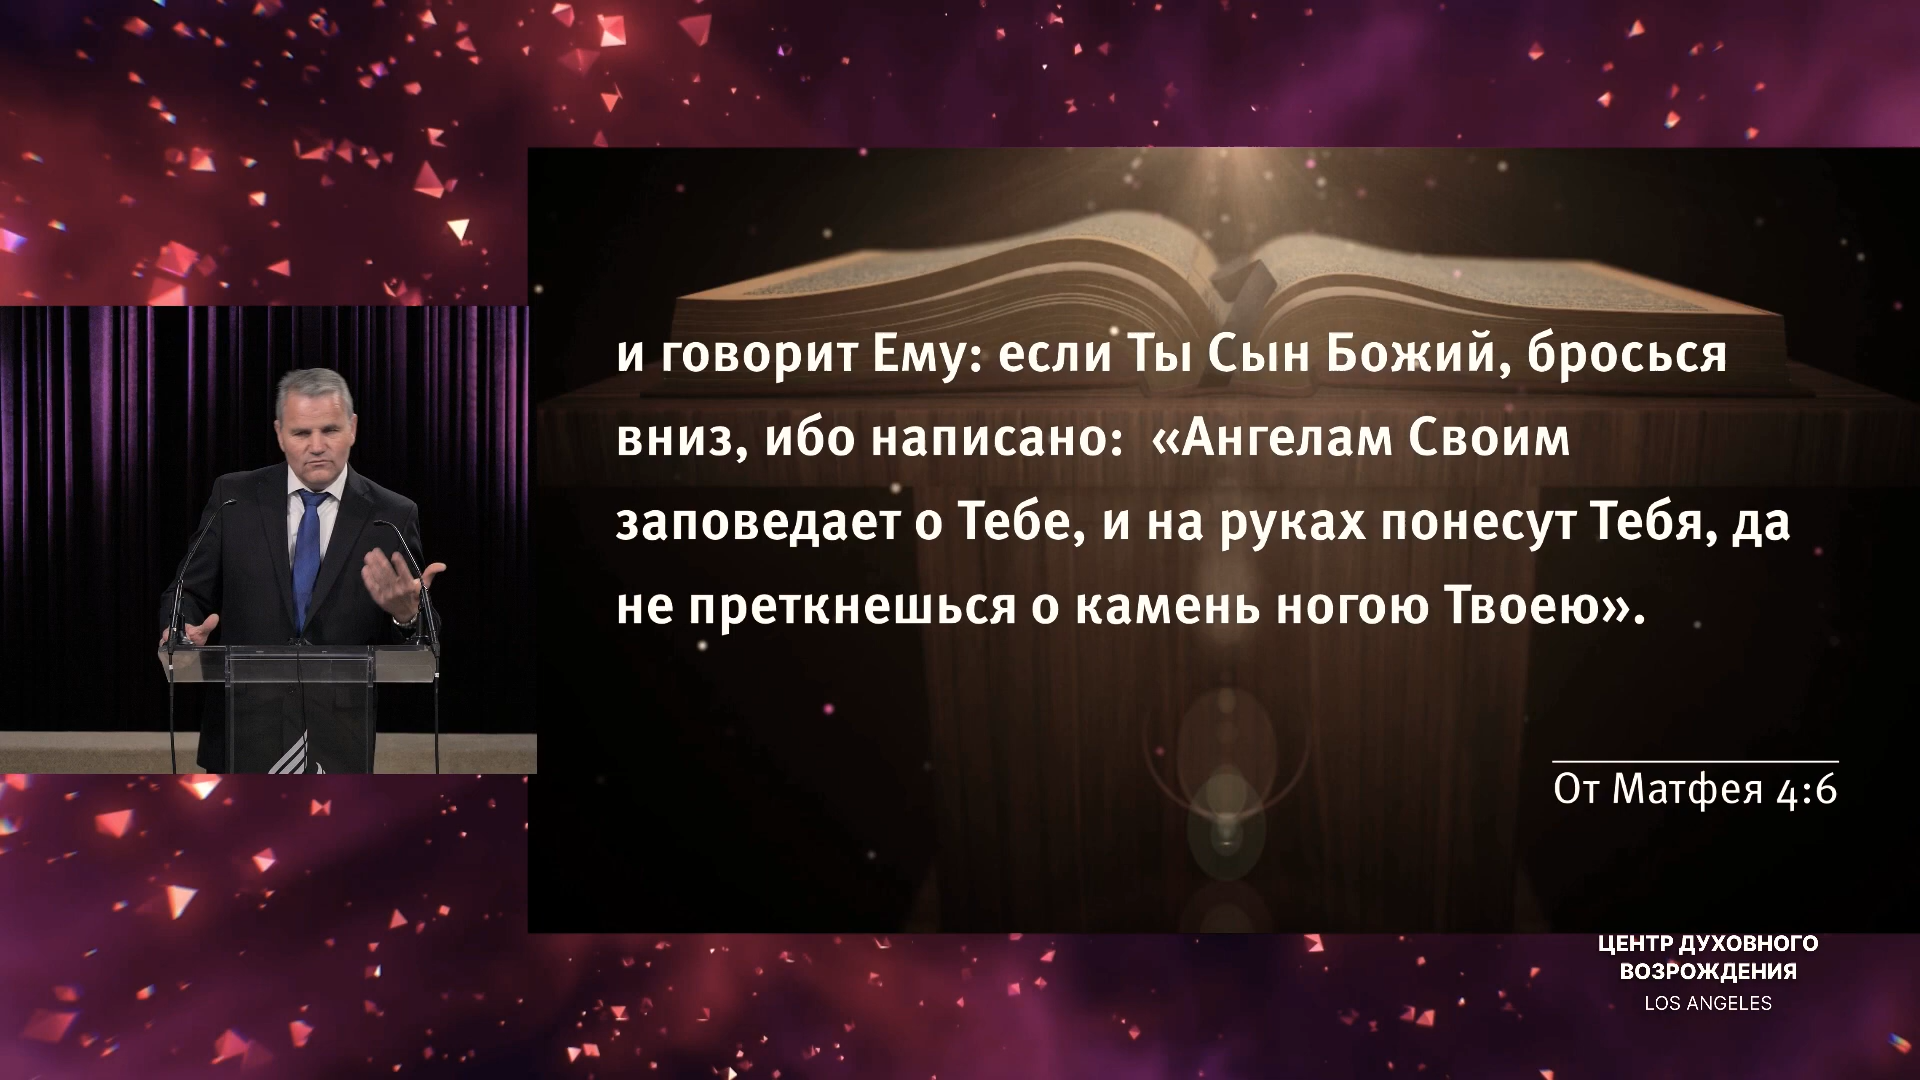 и говорит Ему: если Ты Сын Божий, бросься
вниз, ибо написано:  «Ангелам Своим
заповедает о Тебе, и на руках понесут Тебя, да
не преткнешься о камень ногою Твоею».
От Матфея 4:6
ЦЕНТР ДУХОВНОГО
ВОЗРОЖДЕНИЯ
LOS ANGELES